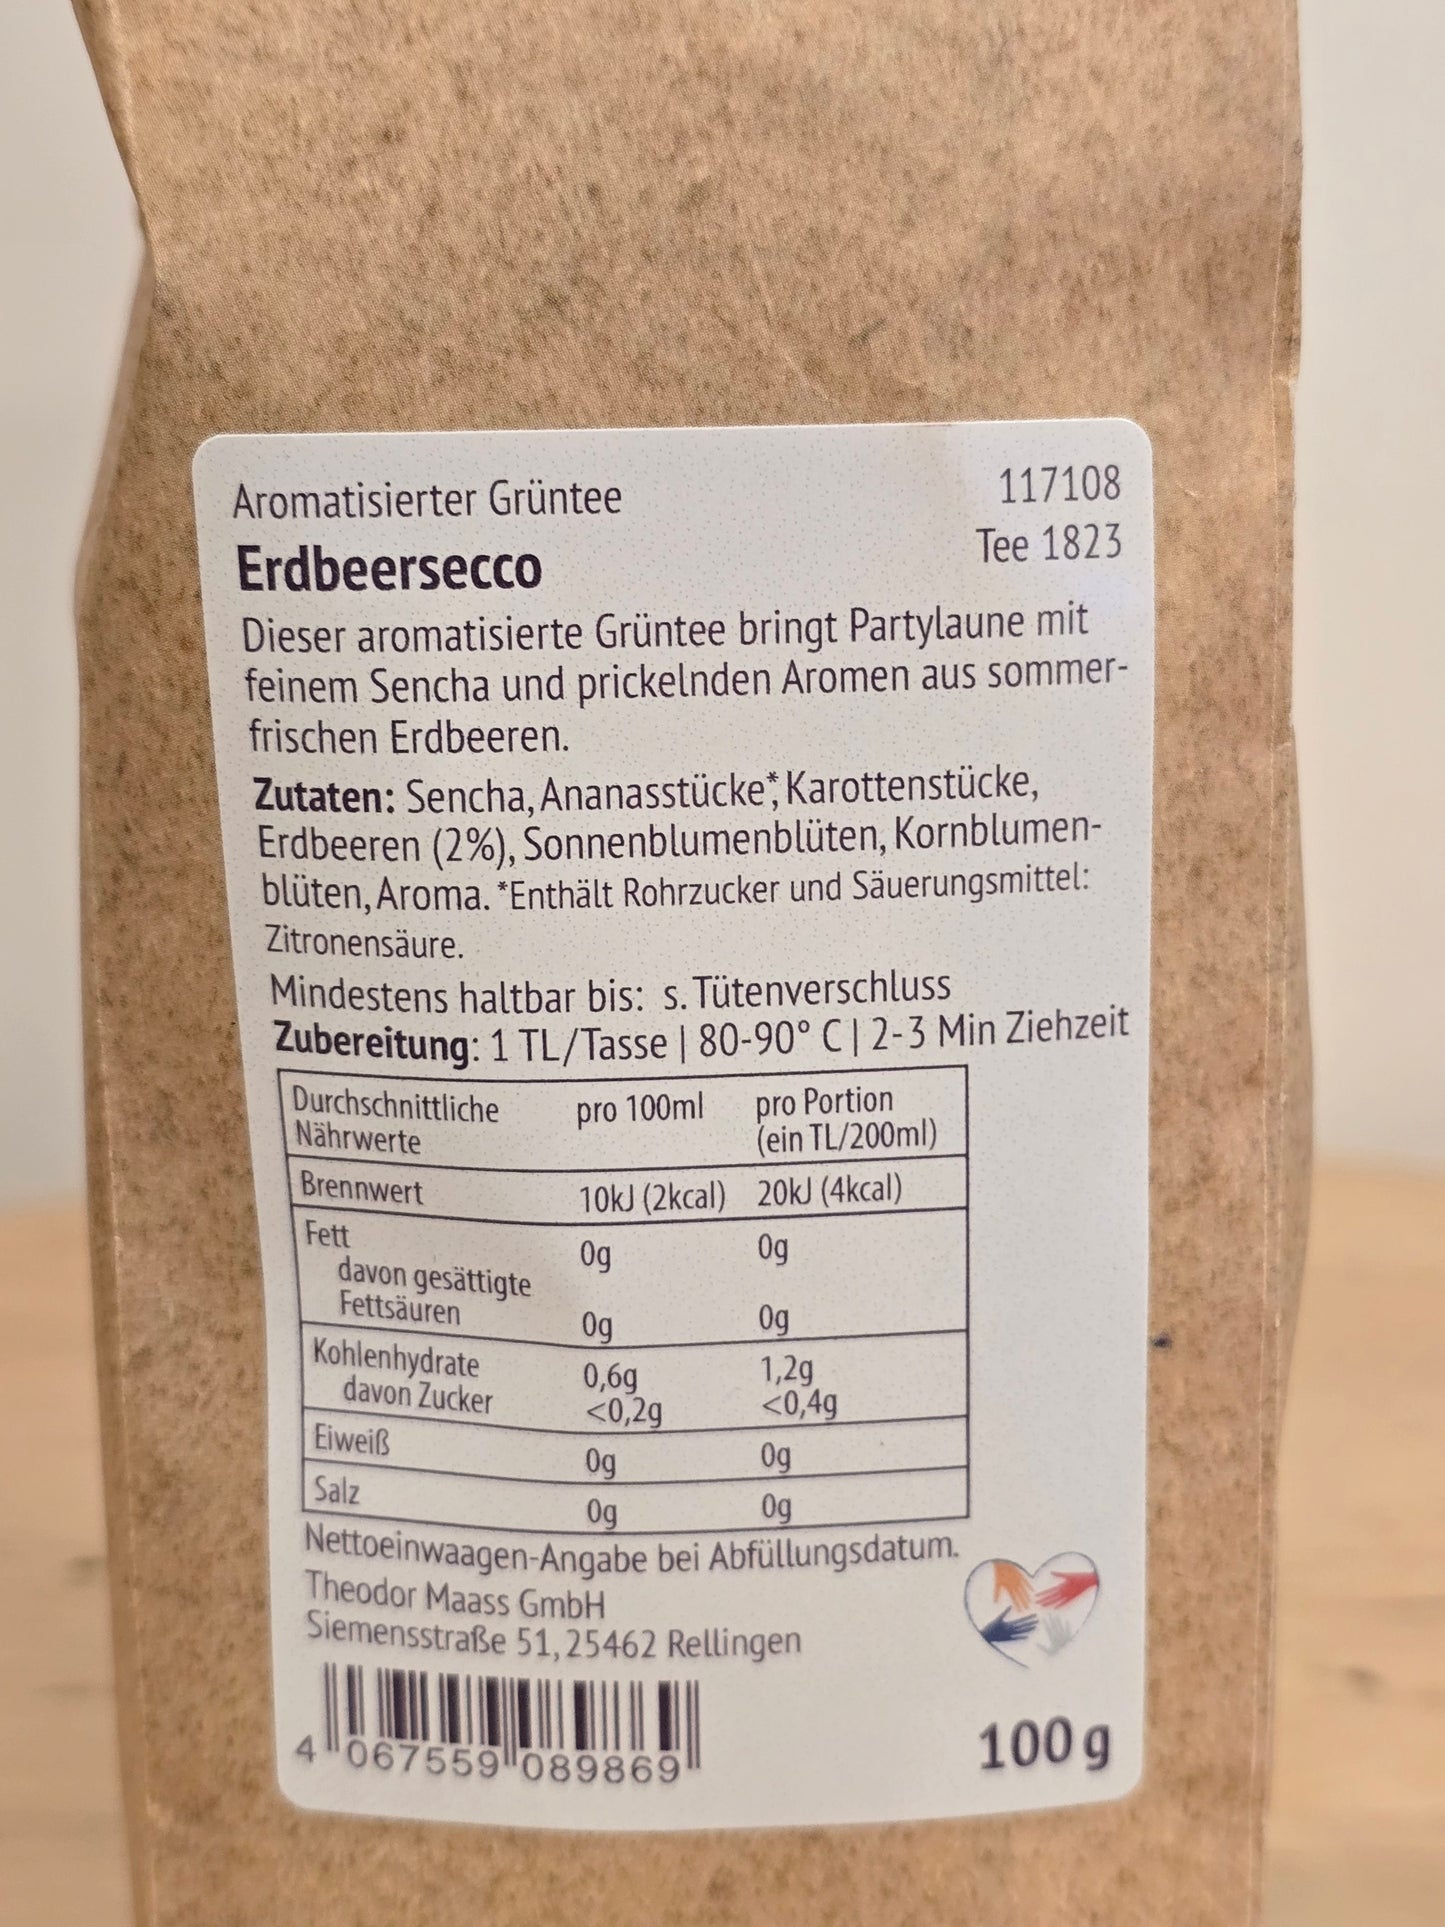 Aromatisierter Grüntee 117108
Erdbeersecco Tee 1823
Dieser aromatisierte Grüntee bringt Partylaune mit
feinem Sencha und prickelnden Aromen aus sommer-
frischen Erdbeeren.
Zutaten: Sencha, Ananasstücke*, Karottenstücke,
Erdbeeren (2%), Sonnenblumenblüten, Kornblumen-
blüten, Aroma. *Enthält Rohrzucker und Säuerungsmittel:
Zitronensäure.
Mindestens haltbar bis: s. Tütenverschluss
Zubereitung: 1 TL/Tasse | 80-90° C | 2-3 Min Ziehzeit
Durchschnittliche pro 100ml pro Portion
Nährwerte (ein TL/200ml)
Brennwert 10kJ (2kcal) 20kJ (4kcal)
Fett 0g 0g
davon gesättigte
Fettsäuren 0g 0g
Kohlenhydrate 0,6g 1,2g
davon Zucker <0,2g <0,4g
Eiweiß 0g 0g
Salz 0g 0g
Nettoeinwaagen-Angabe bei Abfüllungsdatum.
Theodor Maass GmbH
Siemensstraße 51, 25462 Rellingen
4 067559 089869
100 g